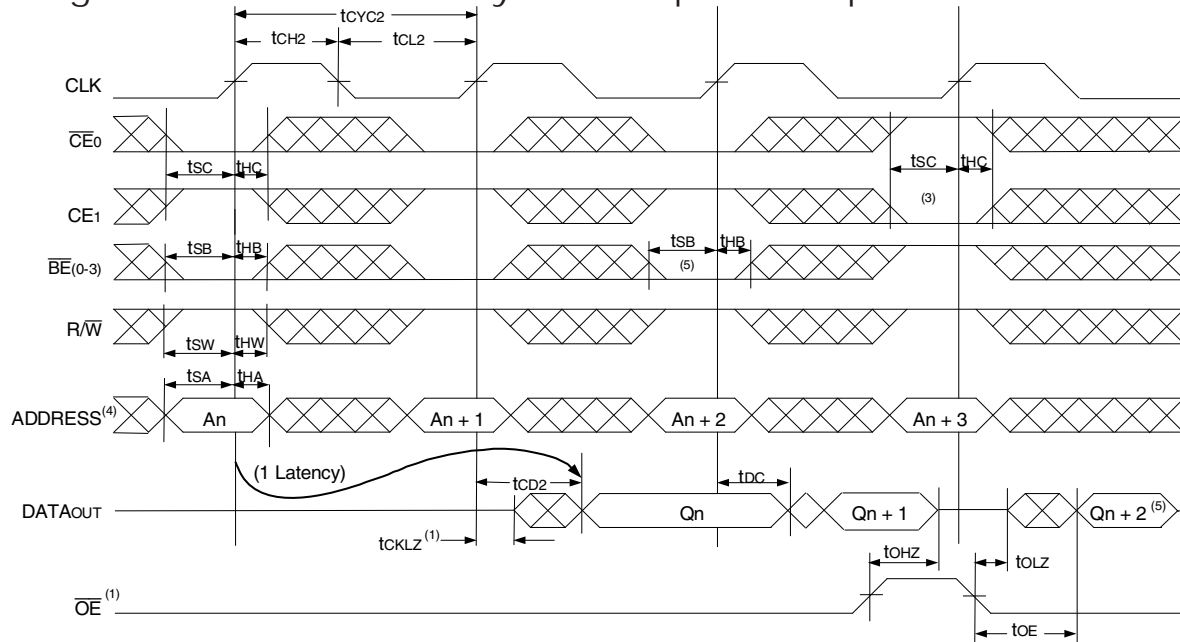 tCYC2
tCH2 tCL2
CLK
CE0
tSC tHC tSC tHC
(3)
CE1
tSB tHB tSB tHB
(5)
BE(0-3)
R/W
tSW tHW
tSA tHA
ADDRESS(4) An An + 1 An + 2 An + 3
(1 Latency) tCD2 tDC
DATAOUT Qn Qn + 1 Qn + 2 (5)
tCKLZ (1)
tOHZ tOLZ
OE (1)
tOE